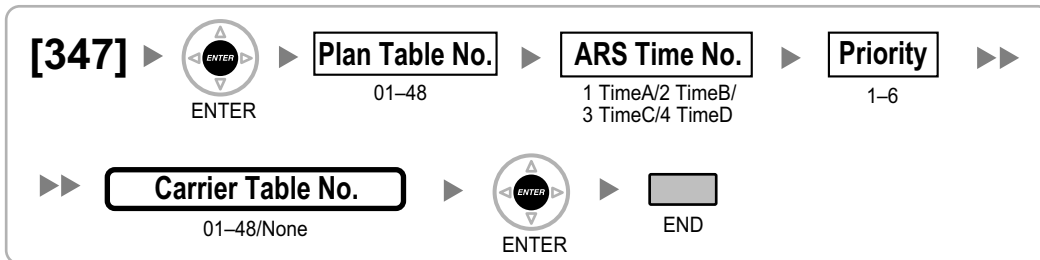 [347] ENTER Plan Table No. ARS Time No. Priority
01–48 1 TimeA/2 TimeB/ 1–6
ENTER 3 TimeC/4 TimeD
Carrier Table No. ENTER
01–48/None END
ENTER